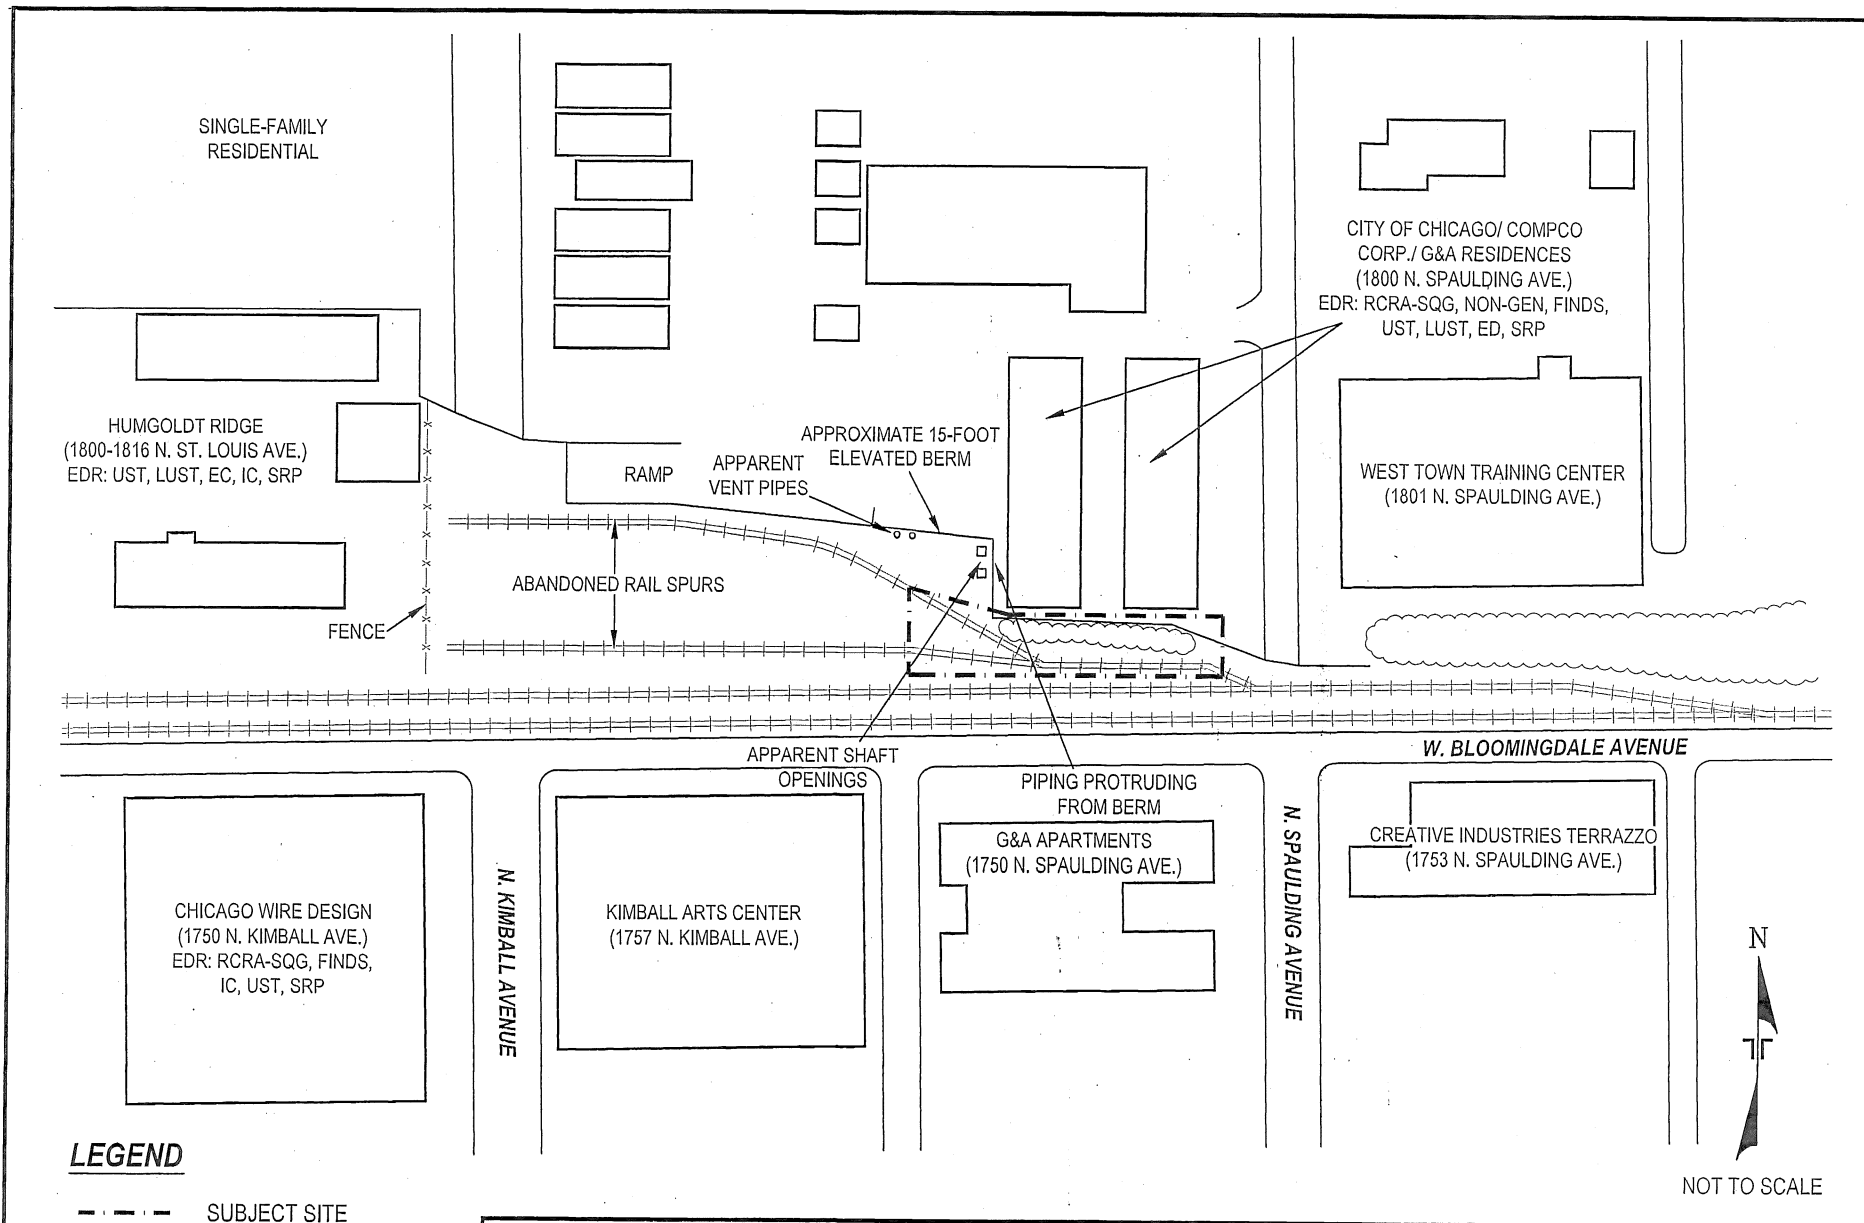 SINGLE-FAMILY
RESIDENTIAL
CITY OF CHICAGO/ COMPCO
CORP./ G&A RESIDENCES
(1800 N. SPAULDING AVE.)
EDR: RCRA-SQG, NON-GEN, FINDS,
UST, LUST, ED, SRP
HUMGOLDT RIDGE
(1800-1816 N. ST. LOUIS AVE.)
EDR: UST, LUST, EC, IC, SRP
RAMP
APPARENT
VENT PIPES
APPROXIMATE 15-FOOT
ELEVATED BERM
WEST TOWN TRAINING CENTER
(1801 N. SPAULDING AVE.)
ABANDONED RAIL SPURS
FENCE
W. BLOOMINGDALE AVENUE
APPARENT SHAFT
OPENINGS
PIPING PROTRUDING
FROM BERM
G&A APARTMENTS
(1750 N. SPAULDING AVE.)
CREATIVE INDUSTRIES TERRAZZO
(1753 N. SPAULDING AVE.)
N. KIMBALL AVENUE
N. SPAULDING AVENUE
CHICAGO WIRE DESIGN
(1750 N. KIMBALL AVE.)
EDR: RCRA-SQG, FINDS,
IC, UST, SRP
KIMBALL ARTS CENTER
(1757 N. KIMBALL AVE.)
N
NOT TO SCALE
LEGEND
SUBJECT SITE